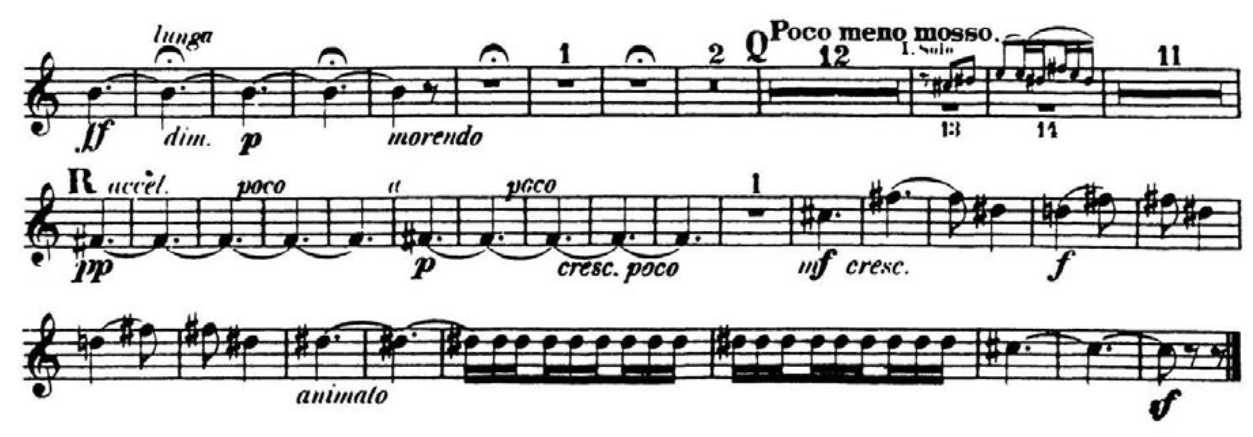 lunga 1 2 Q Poco meno mosso. 12 I. Solo 11
ff dim. p morendo 13 14
R accel. poco a poco 1
pp p cresc. poco mf cresc. f
animato sf